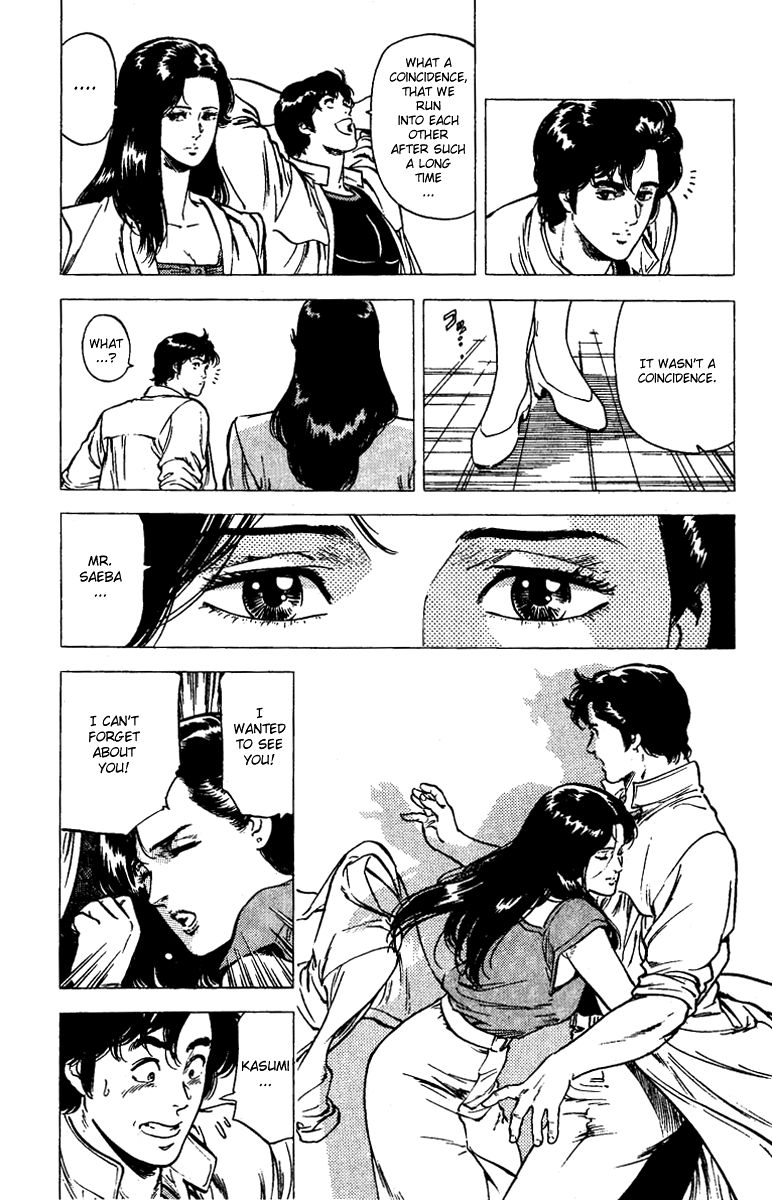 ....
WHAT A
COINCIDENCE,
THAT WE
RUN
INTO EACH
OTHER
AFTER SUCH
A LONG
TIME
...
WHAT
...?
IT WASN'T A
COINCIDENCE.
MR.
SAEBA
...
I
WANTED
TO SEE
YOU!
I CAN'T
FORGET
ABOUT
YOU!
KASUMI
...